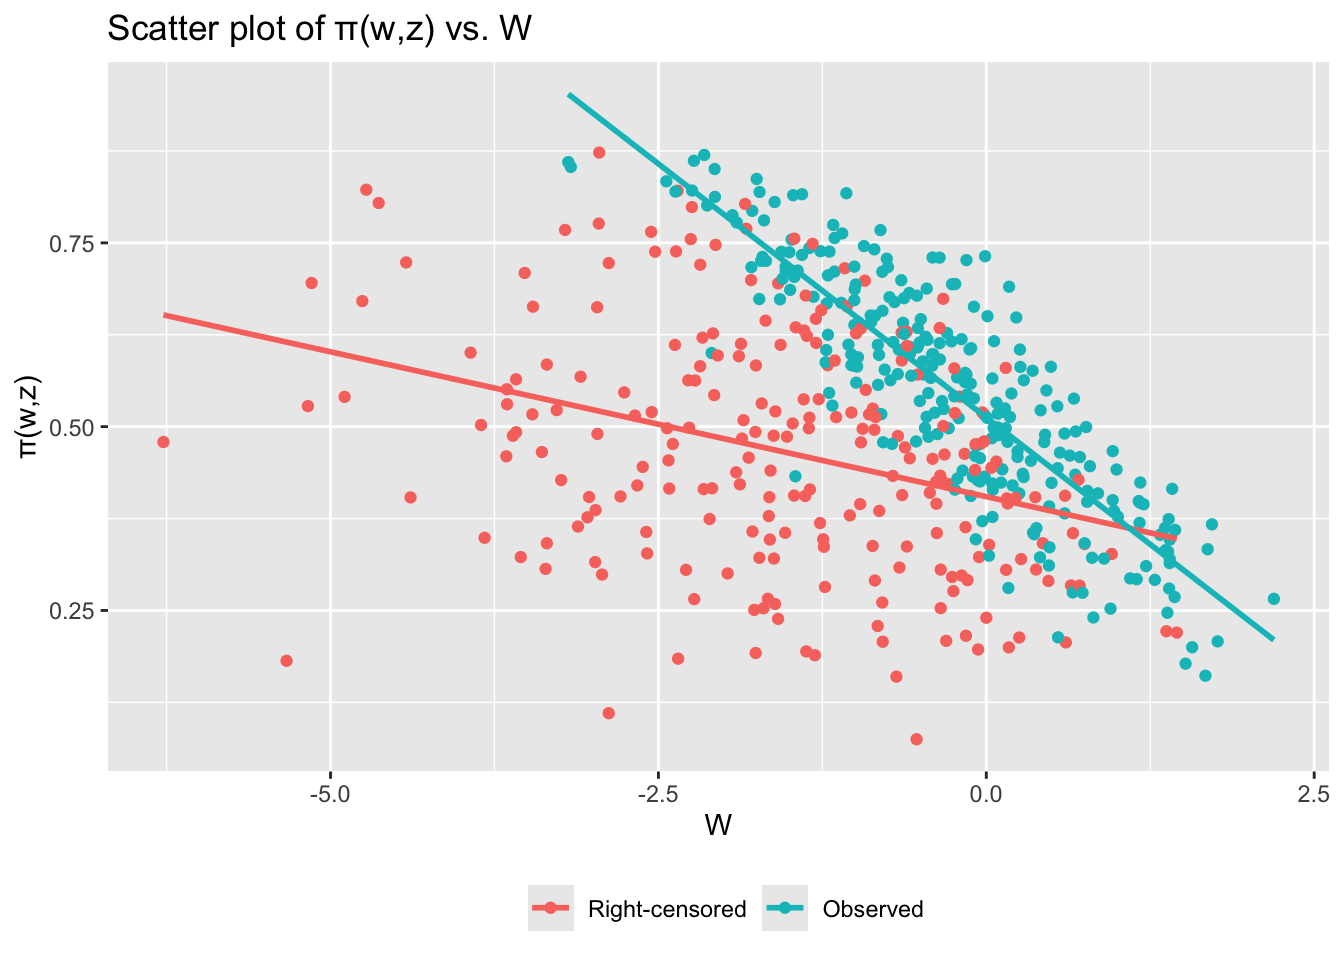 Scatter plot of π(w,z) vs. W
π(w,z)
0.75
0.50
0.25
-5.0
-2.5
0.0
2.5
W
Right-censored
Observed